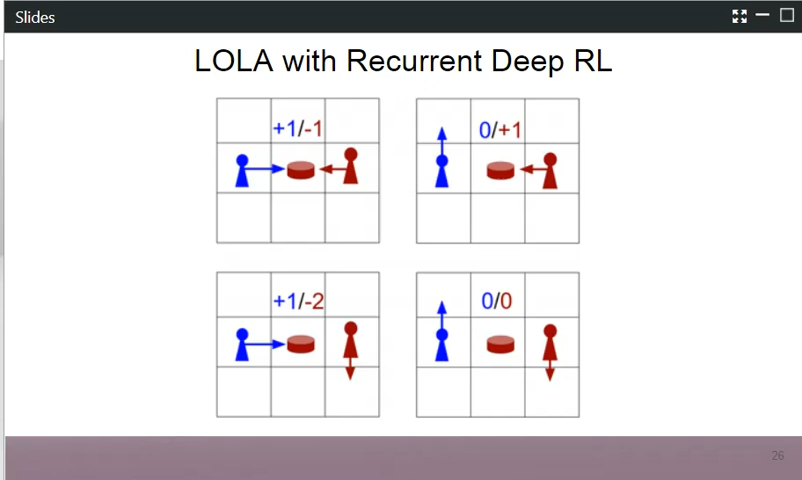 Slides
LOLA with Recurrent Deep RL
+1/-1
0/+1
+1/-2
0/0
26